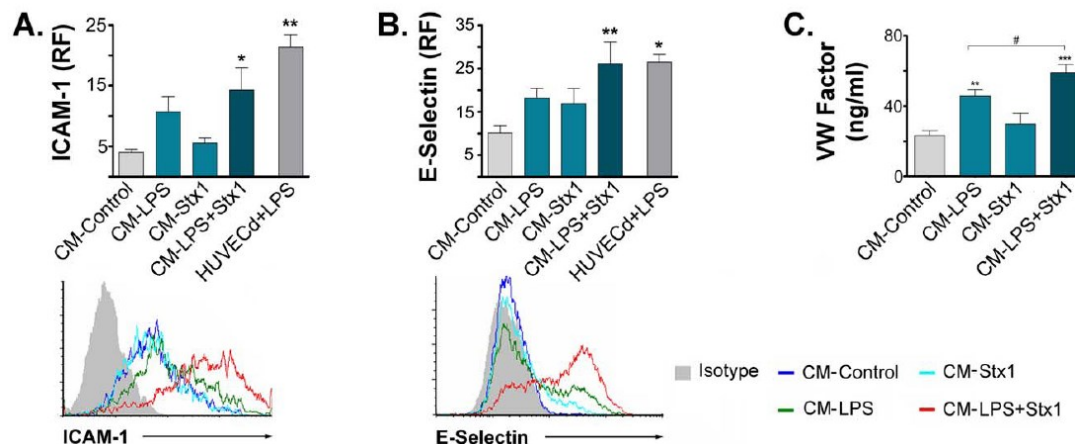 A.
ICAM-1 (RF)
25
15
5
*
**
CM-Control
CM-LPS
CM-Stx1
CM-LPS+Stx1
HUVECd+LPS
ICAM-1
B.
E-Selectin (RF)
35
25
15
5
**
*
CM-Control
CM-LPS
CM-Stx1
CM-LPS+Stx1
HUVECd+LPS
E-Selectin
C.
VW Factor
(ng/ml)
80
40
0
**
#
***
CM-Control
CM-LPS
CM-Stx1
CM-LPS+Stx1
Isotype
CM-Control
CM-Stx1
CM-LPS
CM-LPS+Stx1